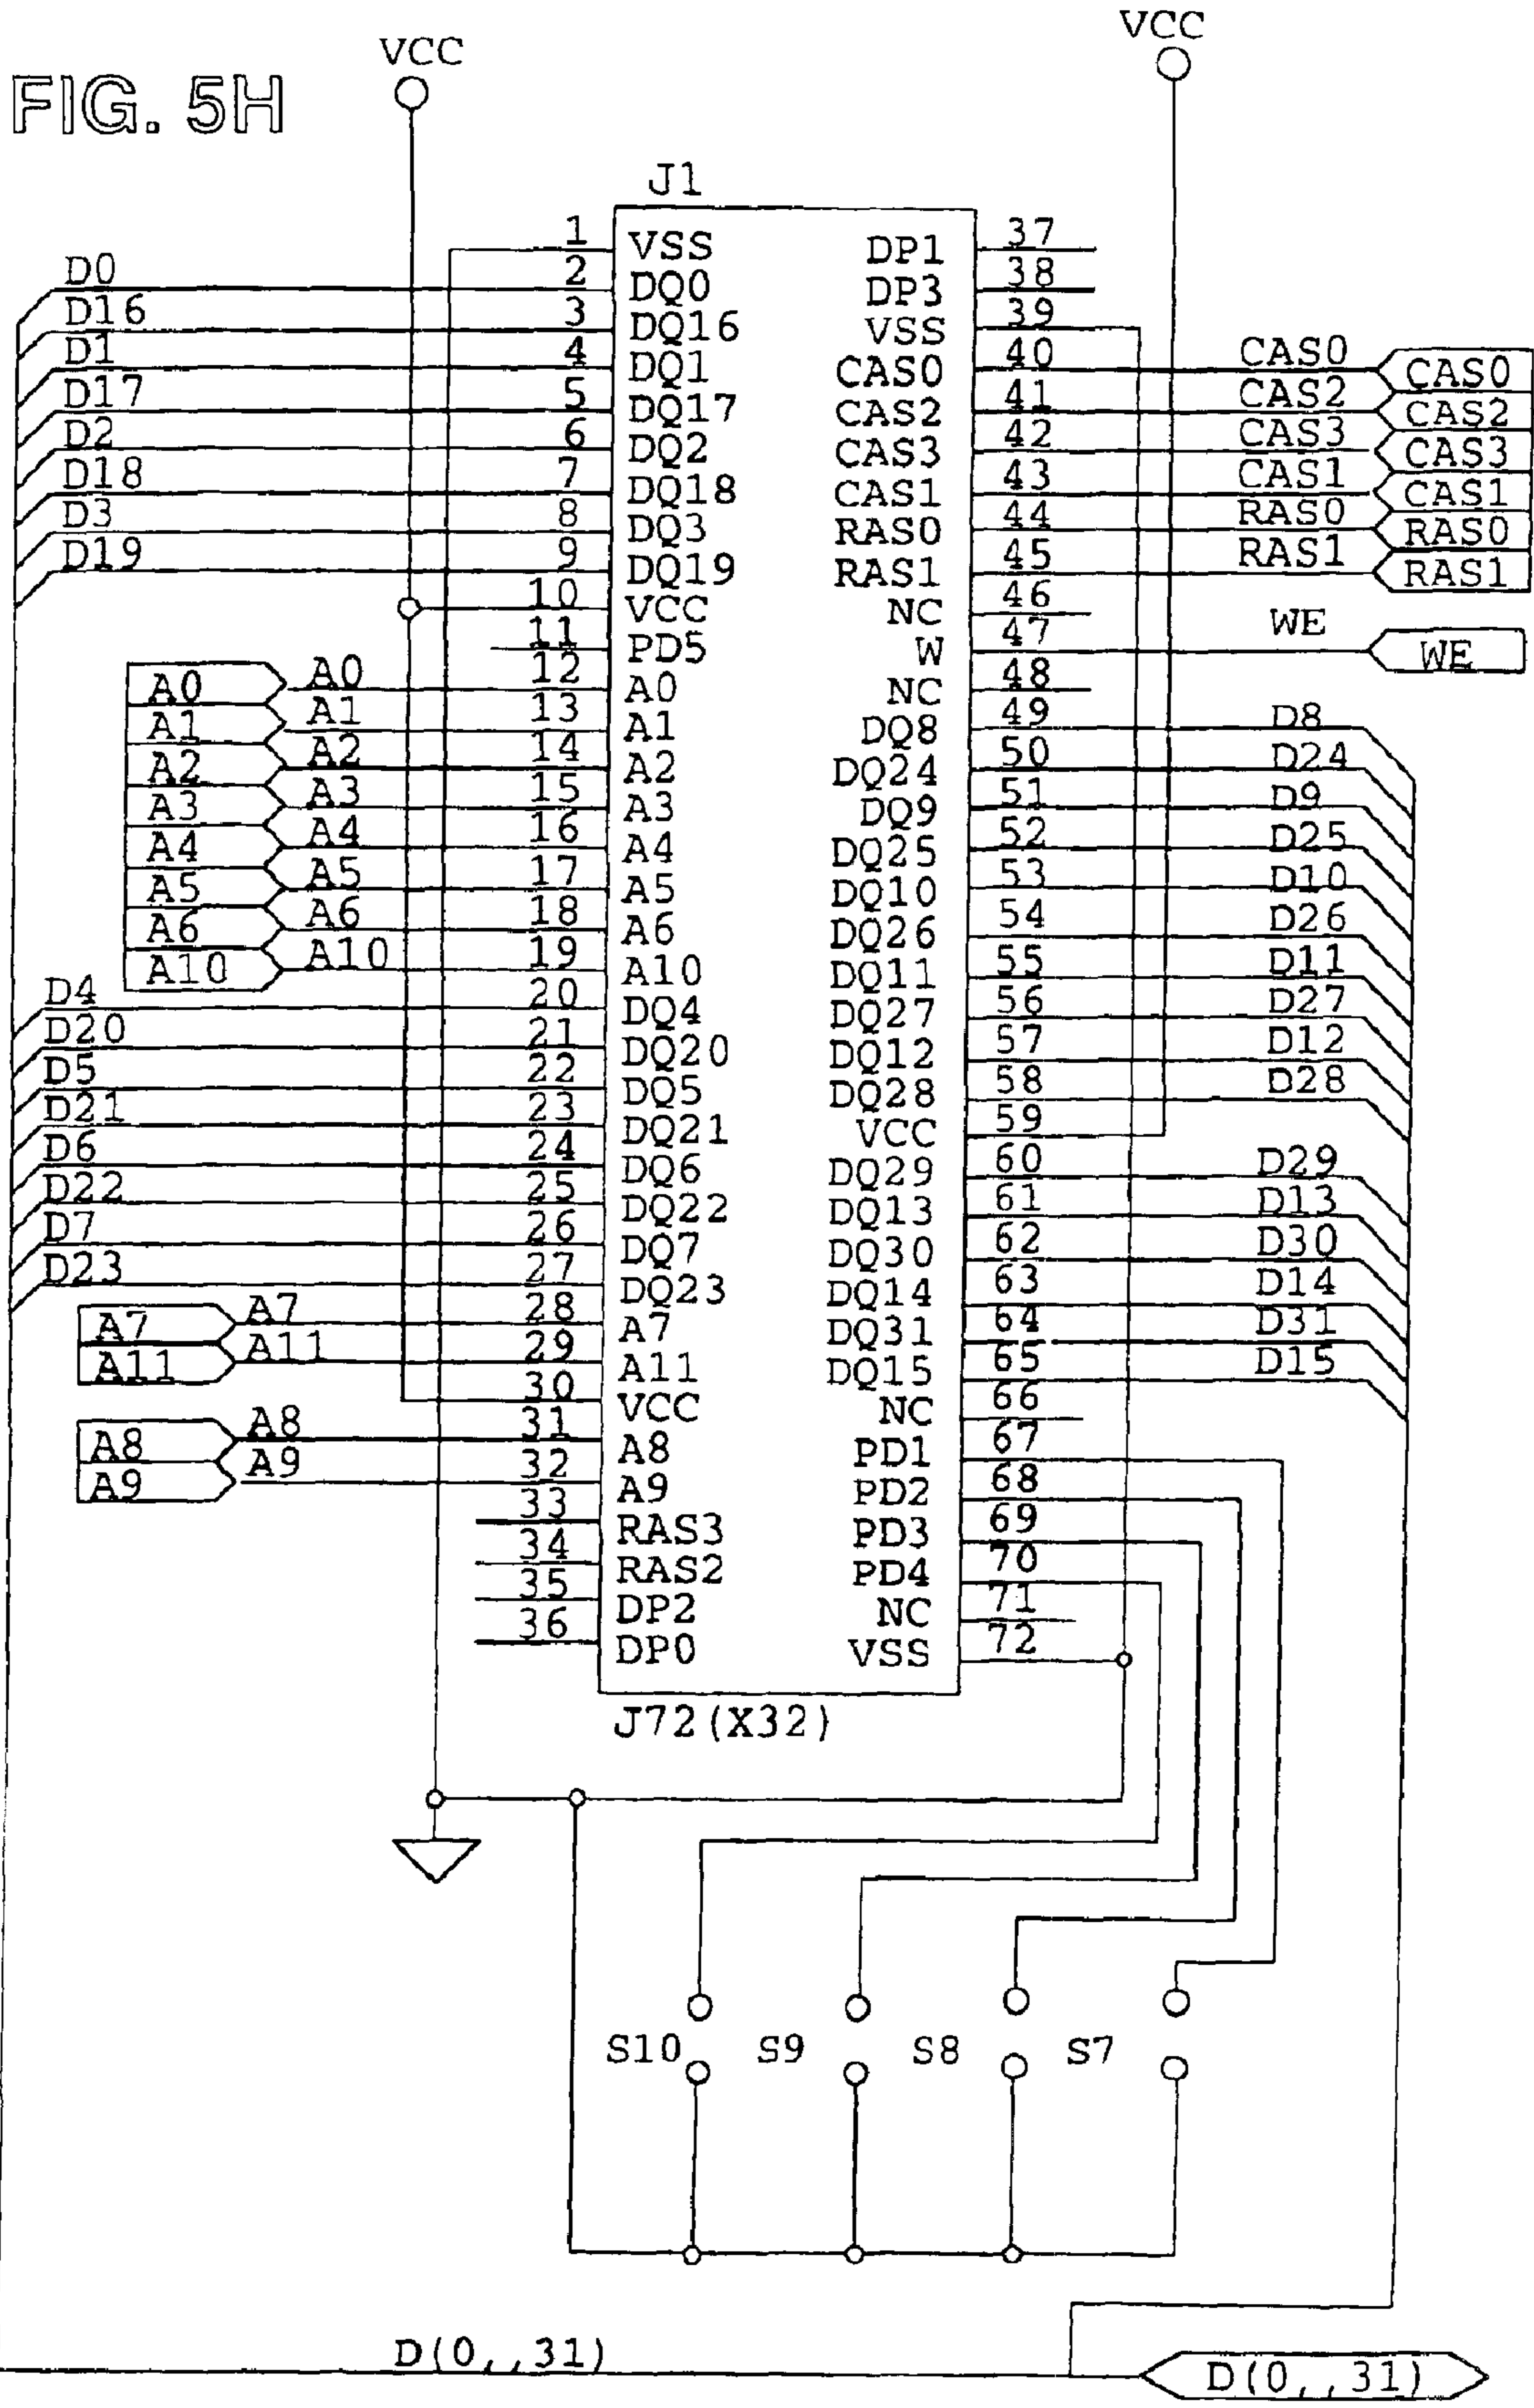 VCC
VCC
FIG. 5H
J1
1 VSS DP1 37
D0 2 DQ0 DP3 38
D16 3 DQ16 VSS 39
D1 4 DQ1 CAS0 40 CAS0 CAS0
D17 5 DQ17 CAS2 41 CAS2 CAS2
D2 6 DQ2 CAS3 42 CAS3 CAS3
D18 7 DQ18 CAS1 43 CAS1 CAS1
D3 8 DQ3 RAS0 44 RAS0 RAS0
D19 9 DQ19 RAS1 45 RAS1 RAS1
10 VCC NC 46
11 PD5 W 47 WE WE
A0 A0 12 A0 NC 48
A1 A1 13 A1 DQ8 49 D8
A2 A2 14 A2 DQ24 50 D24
A3 A3 15 A3 DQ9 51 D9
A4 A4 16 A4 DQ25 52 D25
A5 A5 17 A5 DQ10 53 D10
A6 A6 18 A6 DQ26 54 D26
A10 A10 19 A10 DQ11 55 D11
D4 20 DQ4 DQ27 56 D27
D20 21 DQ20 DQ12 57 D12
D5 22 DQ5 DQ28 58 D28
D21 23 DQ21 VCC 59
D6 24 DQ6 DQ29 60 D29
D22 25 DQ22 DQ13 61 D13
D7 26 DQ7 DQ30 62 D30
D23 27 DQ23 DQ14 63 D14
A7 A7 28 A7 DQ31 64 D31
A11 A11 29 A11 DQ15 65 D15
30 VCC NC 66
A8 A8 31 A8 PD1 67
A9 A9 32 A9 PD2 68
33 RAS3 PD3 69
34 RAS2 PD4 70
35 DP2 NC 71
36 DP0 VSS 72
J72(X32)
S10 S9 S8 S7
D(0,,31) D(0,,31)